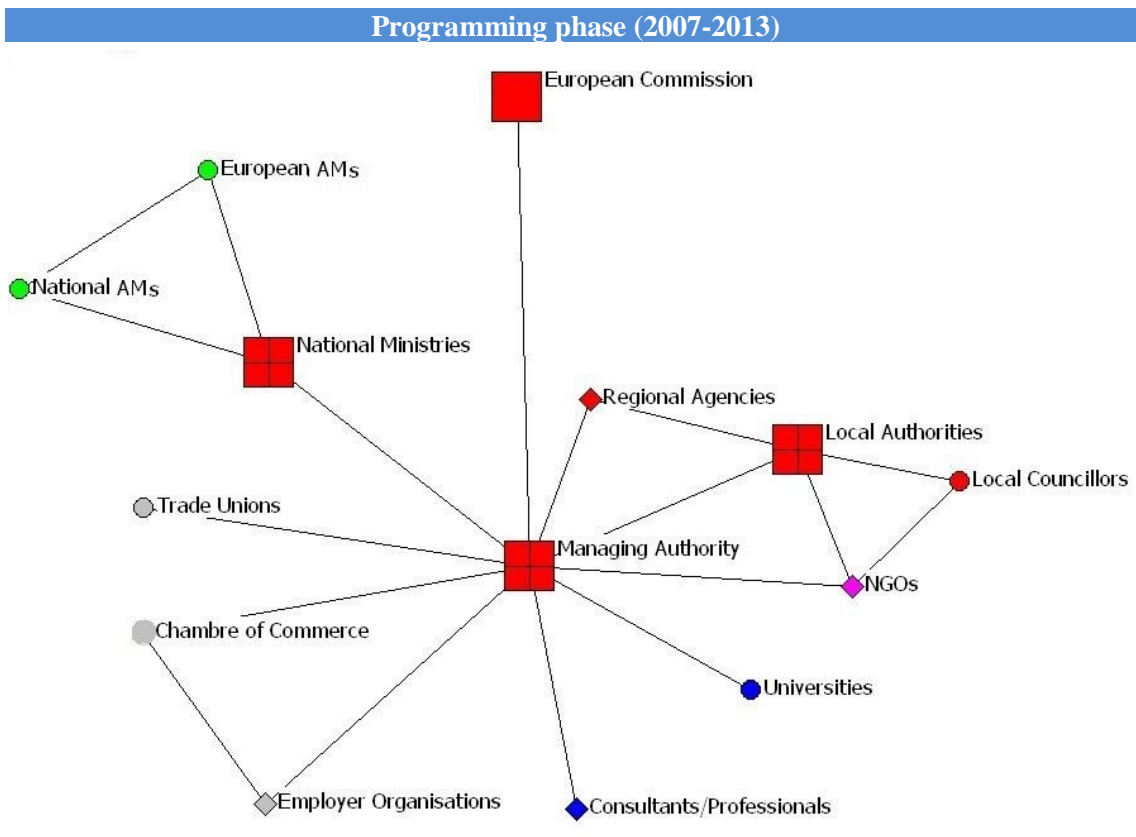 Programming phase (2007-2013)
European Commission
European AMs
National AMs
National Ministries
Regional Agencies
Local Authorities
Local Councillors
Trade Unions
Managing Authority
NGOs
Chambre of Commerce
Universities
Employer Organisations
Consultants/Professionals